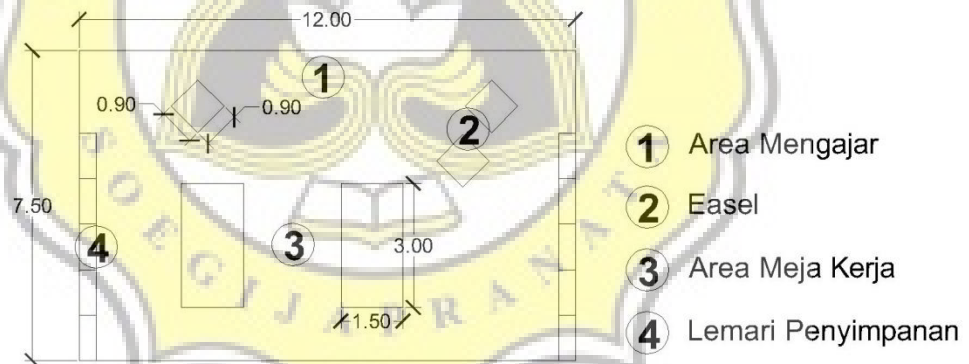 12.00
1
0.90
0.90
2
7.50
4
3
3.00
1.50
1 Area Mengajar
2 Easel
3 Area Meja Kerja
4 Lemari Penyimpanan
SOEGIJAPRANATA